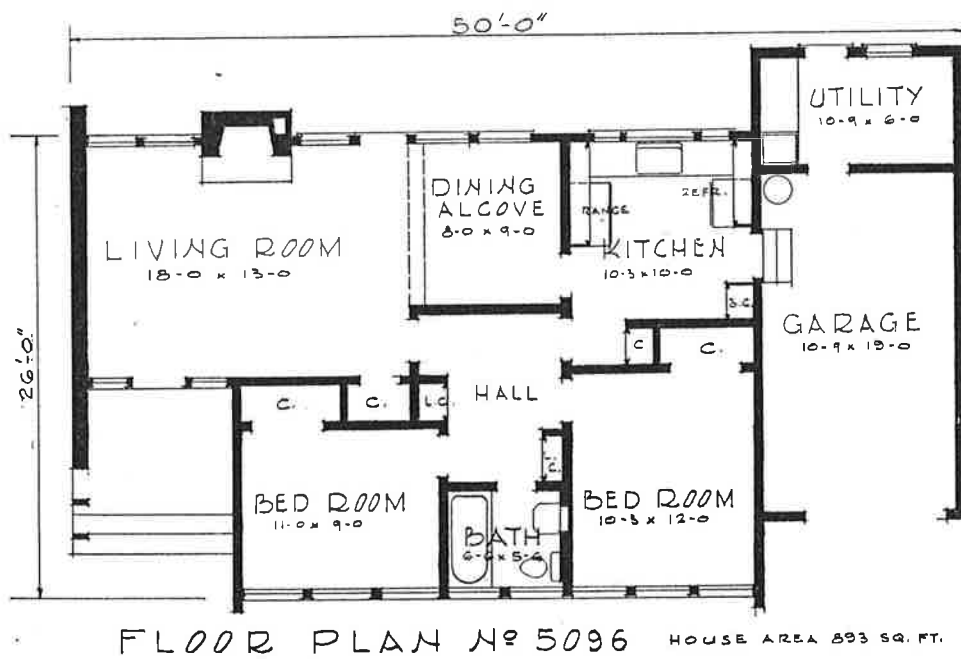 50'-0"
UTILITY
10-9 x 6-0
DINING
ALCOVE
8-0 x 9-0
RANGE
REFR.
LIVING ROOM
18-0 x 13-0
KITCHEN
10-3 x 10-0
26'-0"
GARAGE
10-9 x 19-0
C
C.
C.
C.
L.C.
HALL
L.C.
BED ROOM
11-0 x 9-0
BATH
6-6 x 5-6
BED ROOM
10-3 x 12-0
FLOOR PLAN Nº 5096
HOUSE AREA 893 SQ. FT.